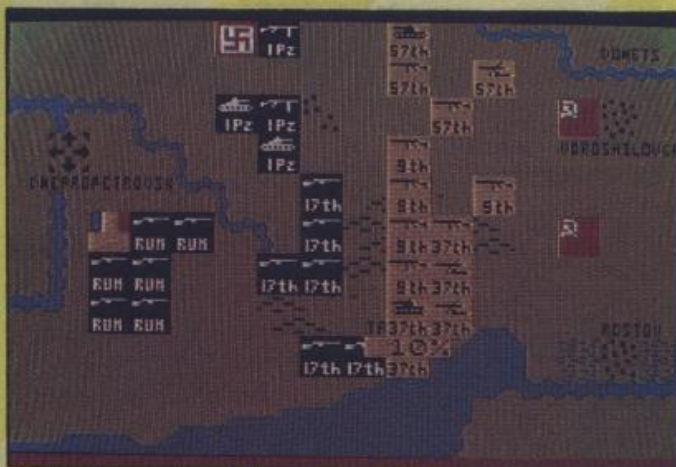 1Pz 57th DONETS
57th 57th
1Pz 1Pz 57th
1Pz 9th
17th 9th 9th
RUM RUM 17th 9th 37th
RUM RUM 17th 17th 9th 37th
RUM RUM 37th 37th ROSTOV
10%
17th 17th 37th